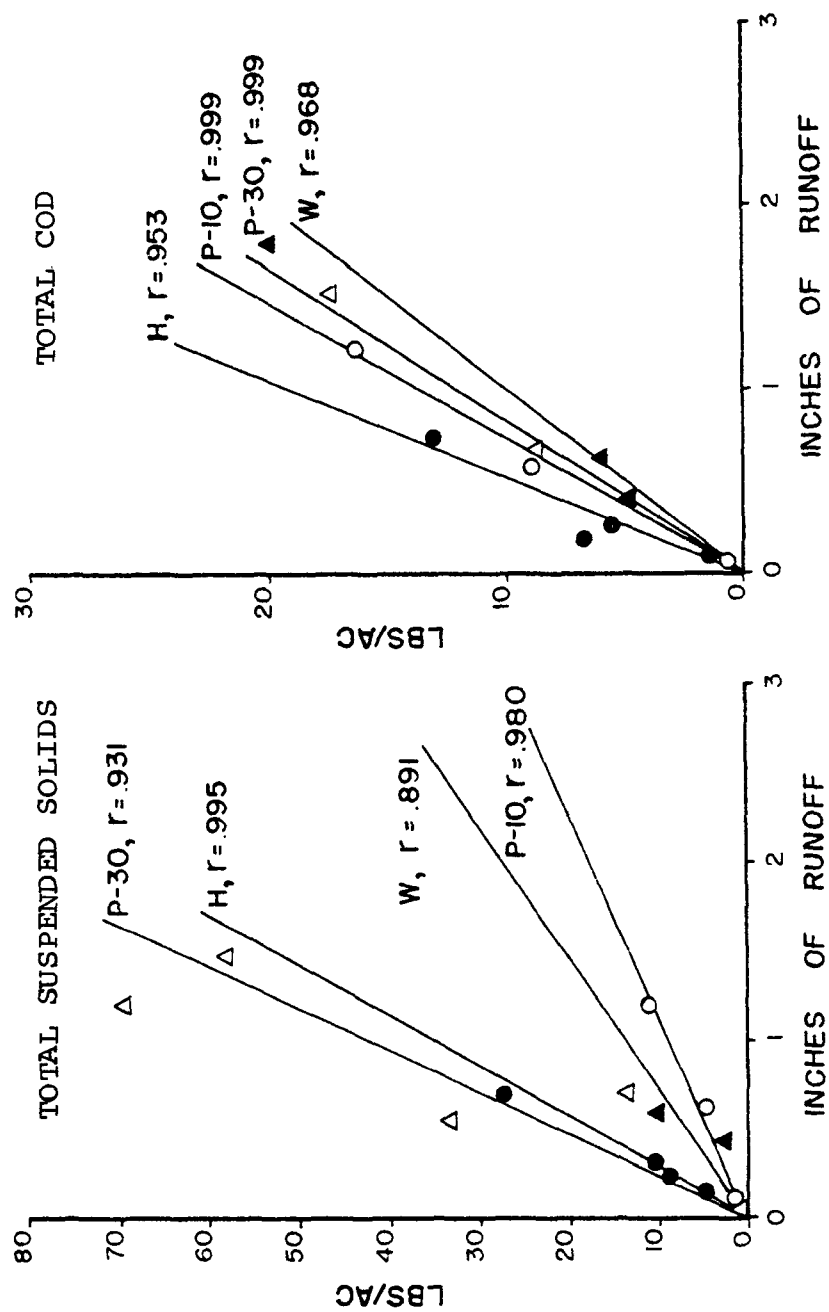 TOTAL SUSPENDED SOLIDS
80
70
60
50
40
30
20
10
0
LBS/AC
P-30, r=.931
H, r=.995
W, r=.891
P-10, r=.980
0
1
2
3
INCHES OF RUNOFF
TOTAL COD
30
20
10
0
LBS/AC
H, r=.953
P-10, r=.999
P-30, r=.999
W, r=.968
0
1
2
3
INCHES OF RUNOFF